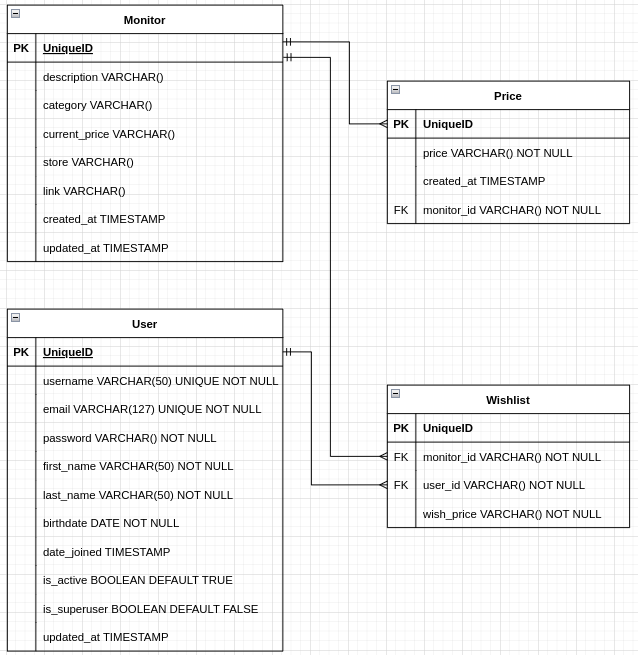 Monitor
PK UniqueID
description VARCHAR()
category VARCHAR()
current_price VARCHAR()
store VARCHAR()
link VARCHAR()
created_at TIMESTAMP
updated_at TIMESTAMP
Price
PK UniqueID
price VARCHAR() NOT NULL
created_at TIMESTAMP
FK monitor_id VARCHAR() NOT NULL
User
PK UniqueID
username VARCHAR(50) UNIQUE NOT NULL
email VARCHAR(127) UNIQUE NOT NULL
password VARCHAR() NOT NULL
first_name VARCHAR(50) NOT NULL
last_name VARCHAR(50) NOT NULL
birthdate DATE NOT NULL
date_joined TIMESTAMP
is_active BOOLEAN DEFAULT TRUE
is_superuser BOOLEAN DEFAULT FALSE
updated_at TIMESTAMP
Wishlist
PK UniqueID
FK monitor_id VARCHAR() NOT NULL
FK user_id VARCHAR() NOT NULL
wish_price VARCHAR() NOT NULL